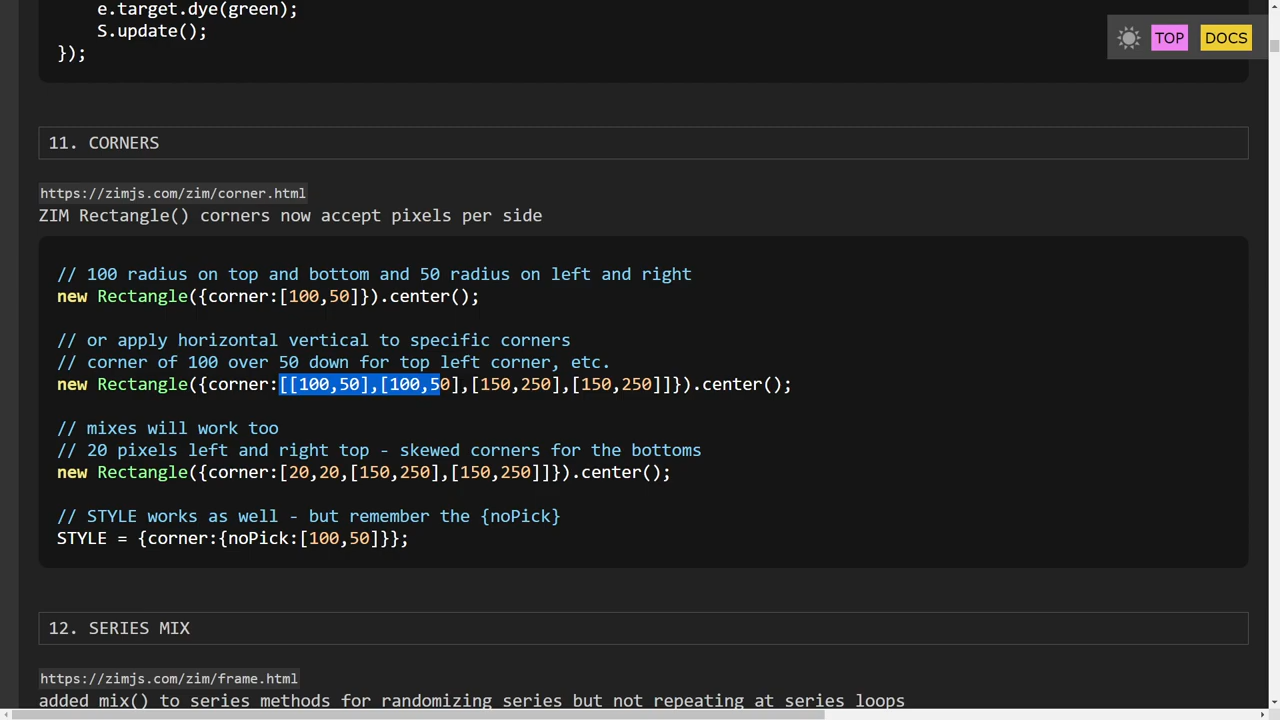 e.target.dye(green);
S.update();
});
TOP
DOCS
11. CORNERS
https://zimjs.com/zim/corner.html
ZIM Rectangle() corners now accept pixels per side
// 100 radius on top and bottom and 50 radius on left and right
new Rectangle({corner:[100,50]}).center();
// or apply horizontal vertical to specific corners
// corner of 100 over 50 down for top left corner, etc.
new Rectangle({corner:[[100,50],[100,50],[150,250],[150,250]]}).center();
// mixes will work too
// 20 pixels left and right top - skewed corners for the bottoms
new Rectangle({corner:[20,20,[150,250],[150,250]]}).center();
// STYLE works as well - but remember the {noPick}
STYLE = {corner:{noPick:[100,50]}};
12. SERIES MIX
https://zimjs.com/zim/frame.html
added mix() to series methods for randomizing series but not repeating at series loops